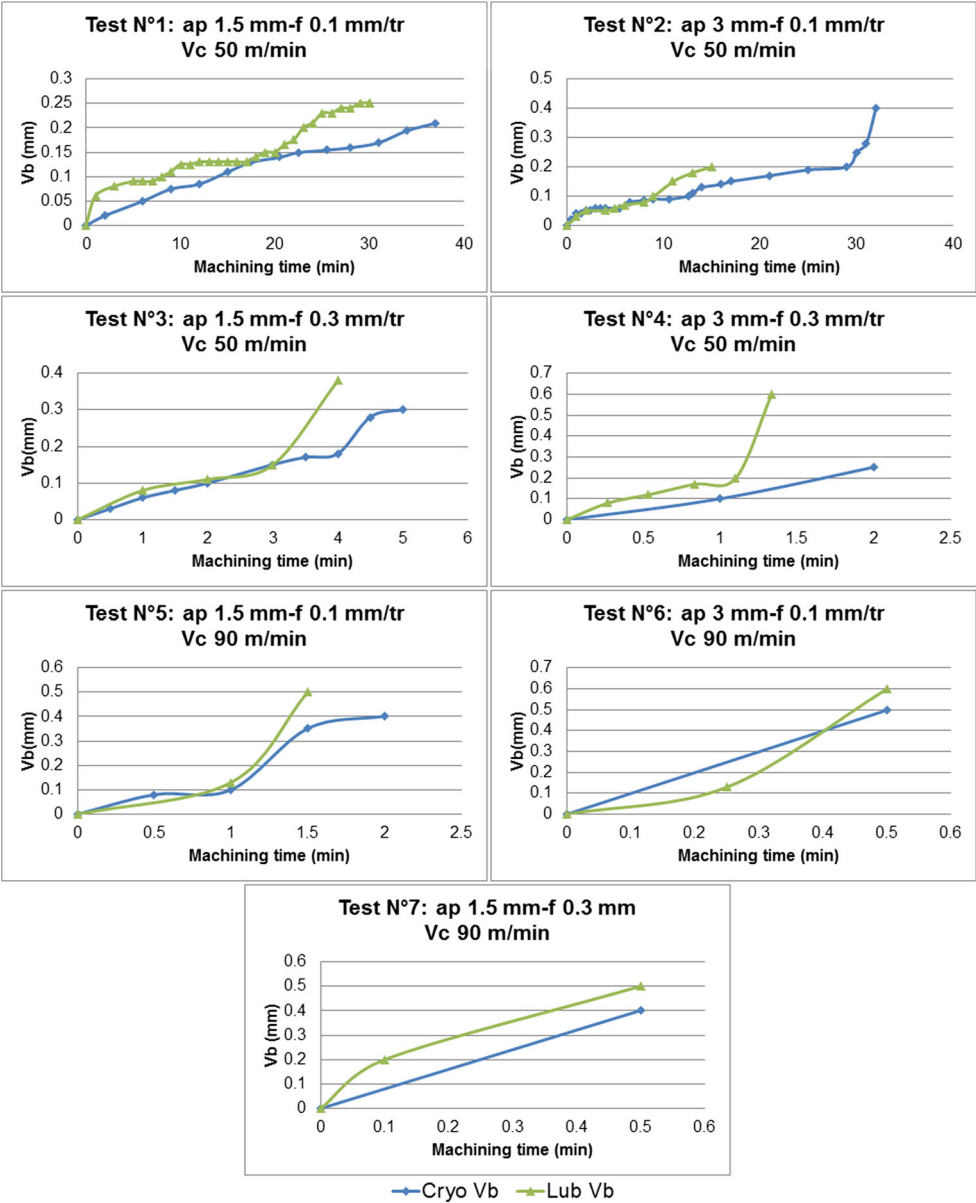 Test N°1: ap 1.5 mm-f 0.1 mm/tr
Vc 50 m/min
0.3
0.25
0.2
0.15
0.1
0.05
0
Vb (mm)
0 10 20 30 40
Machining time (min)
Test N°2: ap 3 mm-f 0.1 mm/tr
Vc 50 m/min
0.5
0.4
0.3
0.2
0.1
0
Vb (mm)
0 10 20 30 40
Machining time (min)
Test N°3: ap 1.5 mm-f 0.3 mm/tr
Vc 50 m/min
0.4
0.3
0.2
0.1
0
Vb(mm)
0 1 2 3 4 5 6
Machining time (min)
Test N°4: ap 3 mm-f 0.3 mm/tr
Vc 50 m/min
0.7
0.6
0.5
0.4
0.3
0.2
0.1
0
Vb(mm)
0 0.5 1 1.5 2 2.5
Machining time (min)
Test N°5: ap 1.5 mm-f 0.1 mm/tr
Vc 90 m/min
0.6
0.5
0.4
0.3
0.2
0.1
0
Vb(mm)
0 0.5 1 1.5 2 2.5
Machining time (min)
Test N°6: ap 3 mm-f 0.1 mm/tr
Vc 90 m/min
0.7
0.6
0.5
0.4
0.3
0.2
0.1
0
Vb(mm)
0 0.1 0.2 0.3 0.4 0.5 0.6
Machining time (min)
Test N°7: ap 1.5 mm-f 0.3 mm
Vc 90 m/min
0.6
0.5
0.4
0.3
0.2
0.1
0
Vb (mm)
0 0.1 0.2 0.3 0.4 0.5 0.6
Machining time (min)
Cryo Vb Lub Vb